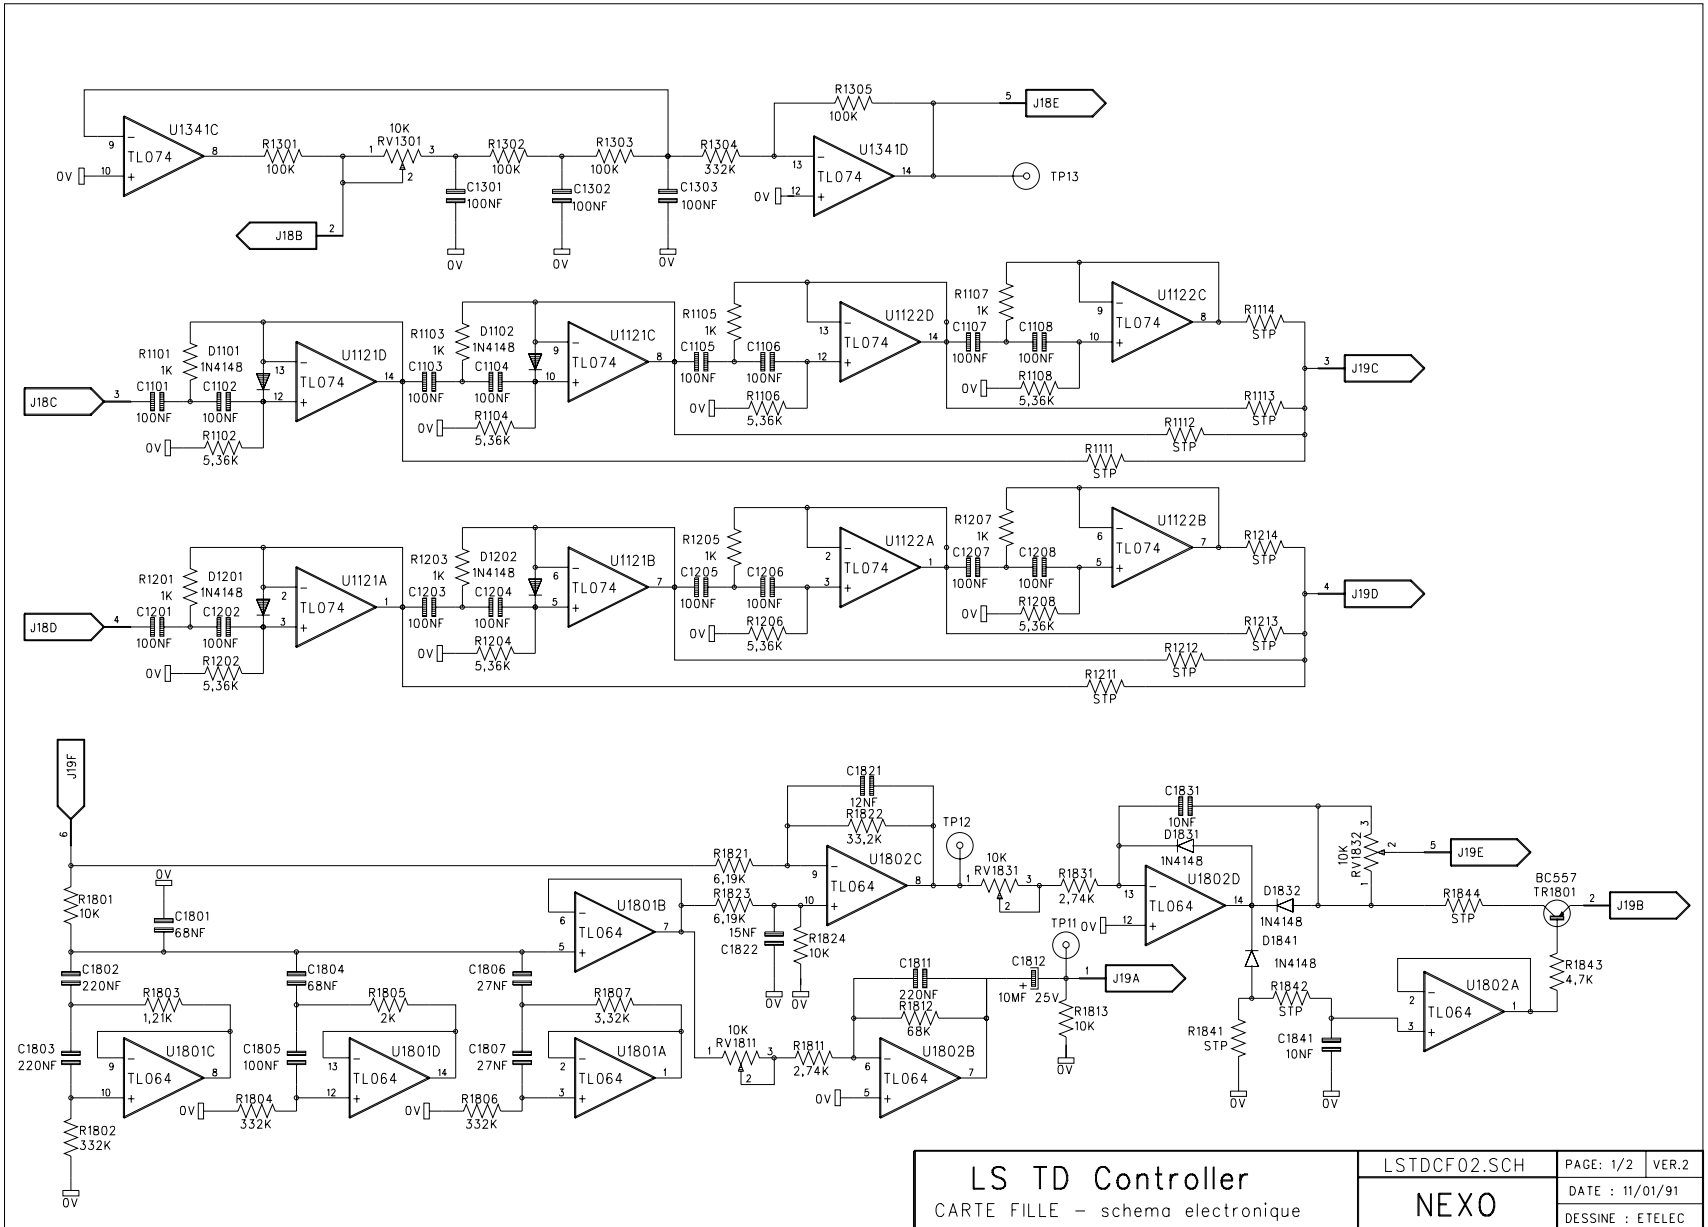 R1305
100K
5
J18E
U1341C
9
TL074
8
0V
10
R1301
100K
10K
RV1301
1
3
2
R1302
100K
R1303
100K
R1304
332K
U1341D
13
TL074
14
0V
12
TP13
C1301
100NF
C1302
100NF
C1303
100NF
J18B
2
0V
0V
0V
R1101
1K
D1101
1N4148
C1101
100NF
C1102
100NF
J18C
3
0V
R1102
5,36K
13
12
U1121D
TL074
14
R1103
1K
D1102
1N4148
C1103
100NF
C1104
100NF
0V
R1104
5,36K
9
10
U1121C
TL074
8
R1105
1K
C1105
100NF
C1106
100NF
0V
R1106
5,36K
13
12
U1122D
TL074
14
R1107
1K
C1107
100NF
C1108
100NF
0V
R1108
5,36K
9
10
U1122C
TL074
8
R1114
STP
R1113
STP
R1112
STP
R1111
STP
3
J19C
R1201
1K
D1201
1N4148
C1201
100NF
C1202
100NF
J18D
4
0V
R1202
5,36K
2
3
U1121A
TL074
1
R1203
1K
D1202
1N4148
C1203
100NF
C1204
100NF
0V
R1204
5,36K
6
5
U1121B
TL074
7
R1205
1K
C1205
100NF
C1206
100NF
0V
R1206
5,36K
2
3
U1122A
TL074
1
R1207
1K
C1207
100NF
C1208
100NF
0V
R1208
5,36K
6
5
U1122B
TL074
7
R1214
STP
R1213
STP
R1212
STP
R1211
STP
4
J19D
J19F
6
R1801
10K
0V
C1801
68NF
C1802
220NF
C1803
220NF
R1802
332K
0V
R1803
1,21K
U1801C
9
TL064
8
10
C1804
68NF
C1805
100NF
0V
R1804
332K
R1805
2K
U1801D
13
TL064
14
12
C1806
27NF
C1807
27NF
0V
R1806
332K
R1807
3,32K
U1801A
2
TL064
1
3
U1801B
6
TL064
7
5
R1821
6,19K
R1823
6,19K
15NF
C1822
R1824
10K
0V
0V
C1821
12NF
R1822
33,2K
U1802C
9
TL064
8
10
TP12
10K
RV1811
1
3
2
R1811
2,74K
C1811
220NF
R1812
68K
U1802B
6
TL064
7
0V
5
C1812
10MF
+
25V
TP11
1
J19A
R1813
10K
0V
10K
RV1831
1
3
2
R1831
2,74K
C1831
10NF
D1831
1N4148
U1802D
13
TL064
14
0V
12
D1832
1N4148
D1841
1N4148
R1841
STP
0V
R1842
STP
C1841
10NF
0V
10K
RV1832
3
2
1
5
J19E
R1844
STP
BC557
TR1801
2
J19B
R1843
4,7K
U1802A
2
TL064
1
3
LS TD Controller
CARTE FILLE - schema electronique
LSTDCF02.SCH
NEXO
PAGE: 1/2
VER.2
DATE : 11/01/91
DESSINE : ETELEC